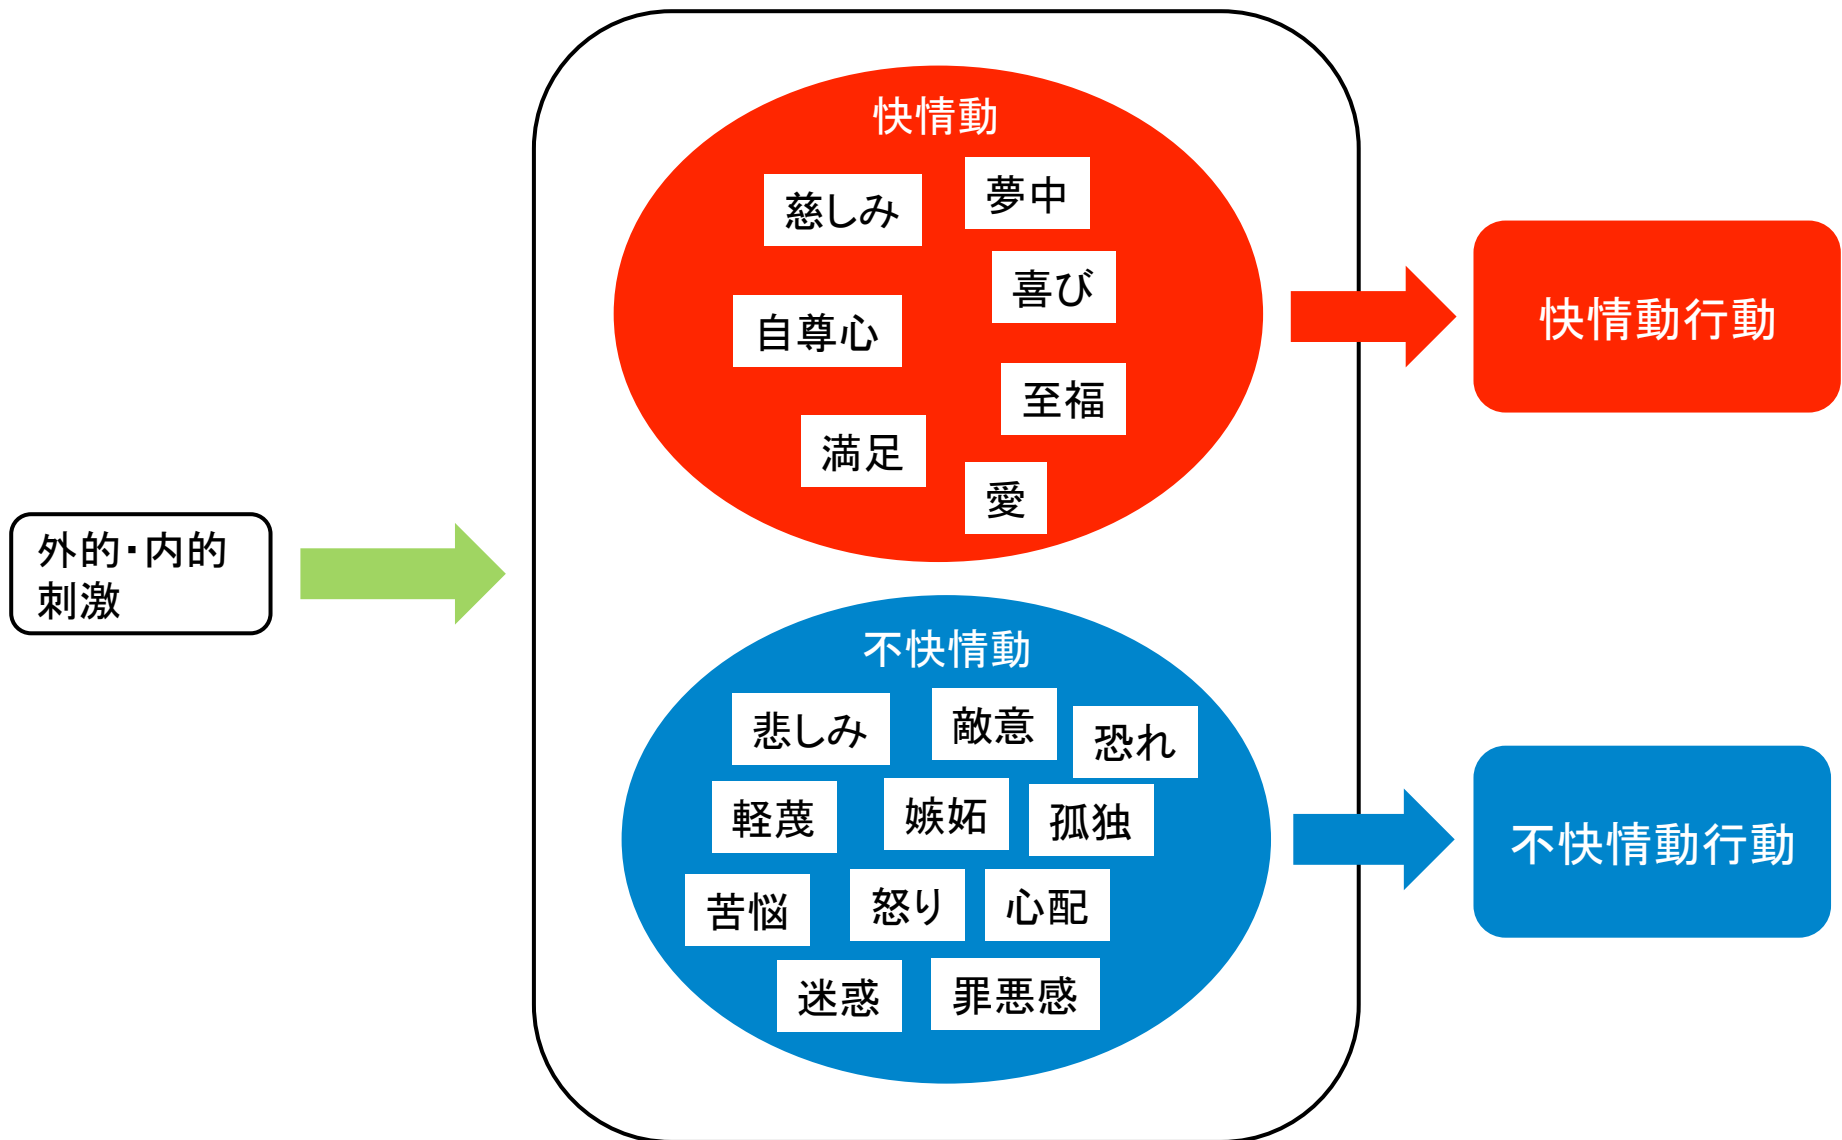 外的・内的
刺激
快情動
慈しみ
夢中
喜び
自尊心
至福
満足
愛
快情動行動
不快情動
悲しみ
敵意
恐れ
軽蔑
嫉妬
孤独
苦悩
怒り
心配
迷惑
罪悪感
不快情動行動